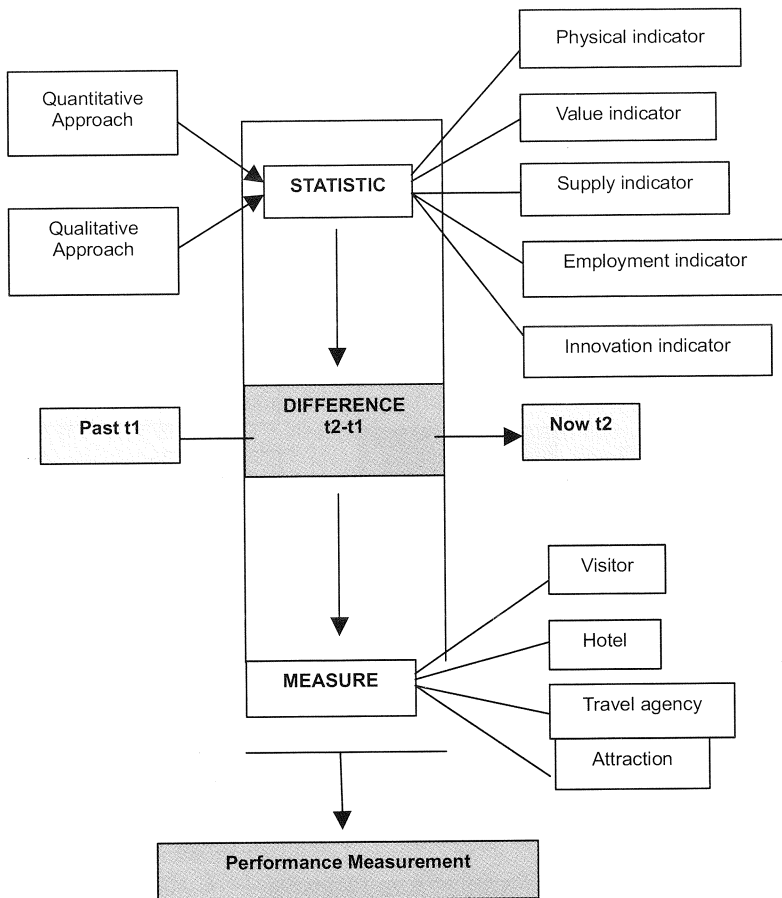 Physical indicator
Quantitative
Approach
Value indicator
STATISTIC
Supply indicator
Qualitative
Approach
Employment indicator
Innovation indicator
DIFFERENCE
t2-t1
Past t1
Now t2
Visitor
Hotel
MEASURE
Travel agency
Attraction
Performance Measurement